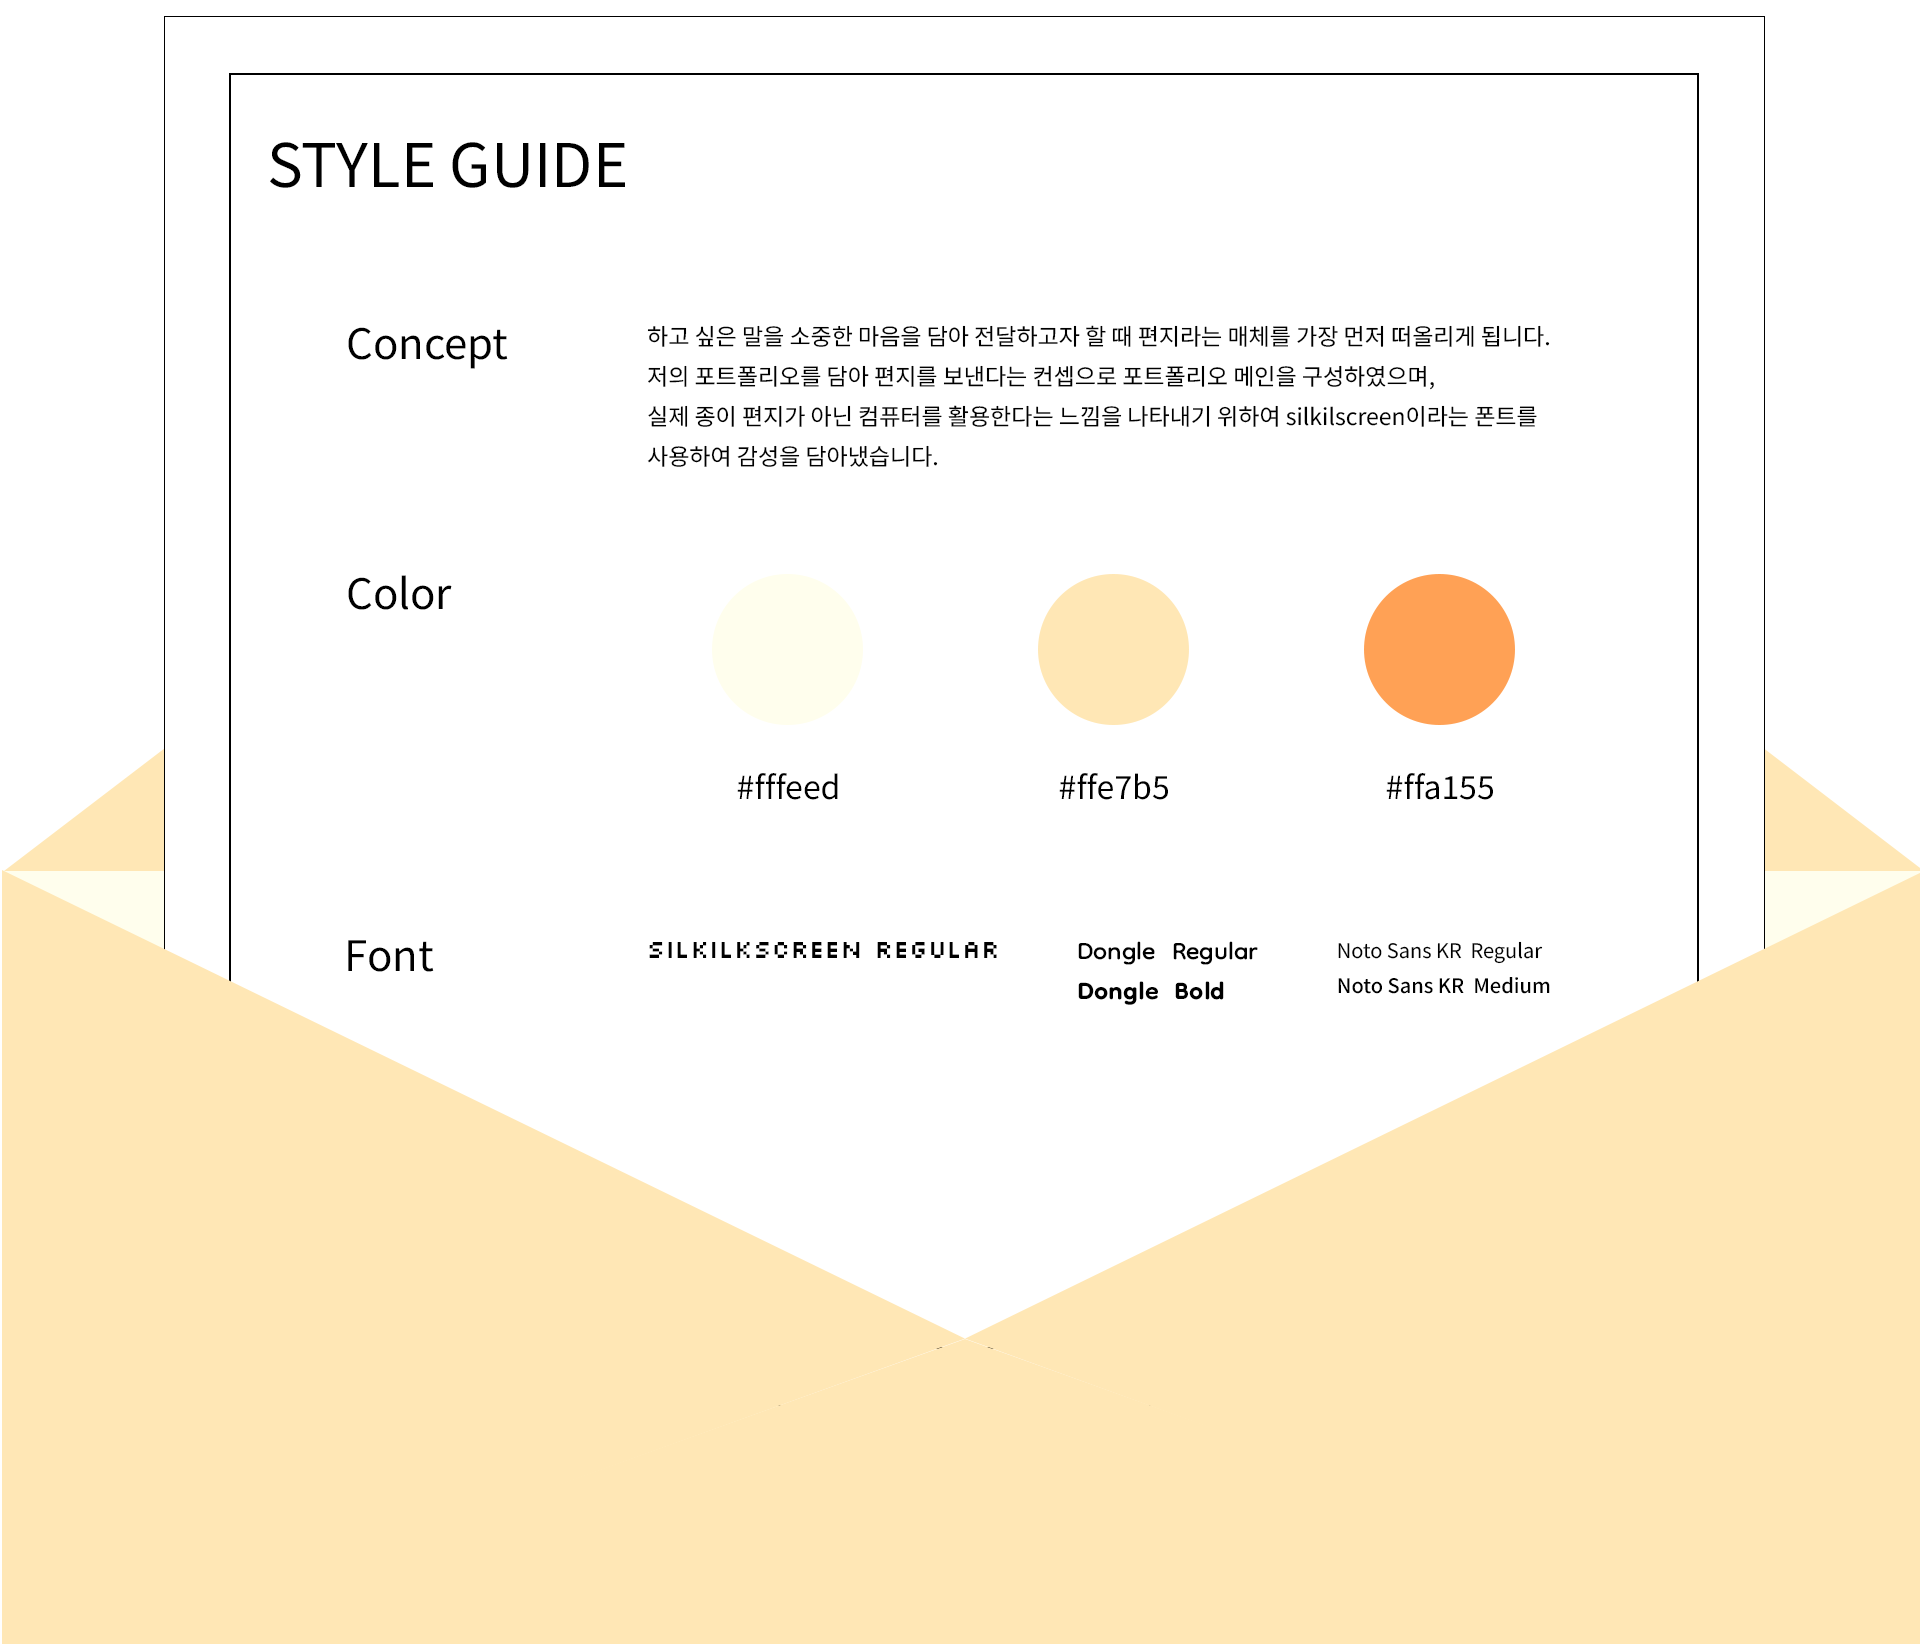 STYLE GUIDE
Concept
하고 싶은 말을 소중한 마음을 담아 전달하고자 할 때 편지라는 매체를 가장 먼저 떠올리게 됩니다.
저의 포트폴리오를 담아 편지를 보낸다는 컨셉으로 포트폴리오 메인을 구성하였으며,
실제 종이 편지가 아닌 컴퓨터를 활용한다는 느낌을 나타내기 위하여 silkilscreen이라는 폰트를
사용하여 감성을 담아냈습니다.
Color
#fffeed #ffe7b5 #ffa155
Font
SILKILKSCREEN REGULAR Dongle Regular Noto Sans KR Regular
Dongle Bold Noto Sans KR Medium